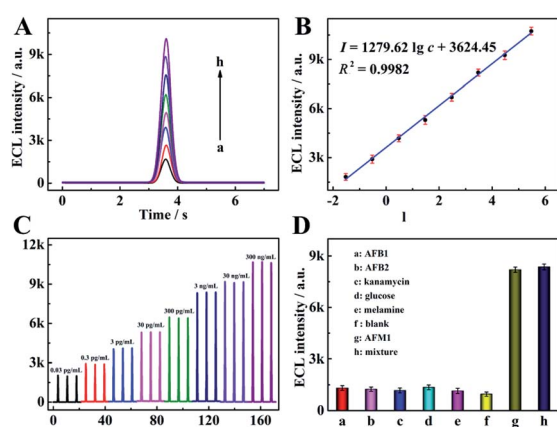 A
ECL intensity / a.u.
9k
6k
3k
0
h
a
0 2 4 6
Time / s
B
ECL intensity / a.u.
9k
6k
3k
I = 1279.62 lg c + 3624.45
R² = 0.9982
-2 0 2 4 6
l
C
12k
9k
6k
3k
0
0.03 pg/mL
0.3 pg/mL
3 pg/mL
30 pg/mL
300 pg/mL
3 ng/mL
30 ng/mL
300 ng/mL
0 40 80 120 160
D
ECL intensity / a.u.
9k
6k
3k
0
a: AFB1
b: AFB2
c: kanamycin
d: glucose
e: melamine
f : blank
g: AFM1
h: mixture
a b c d e f g h